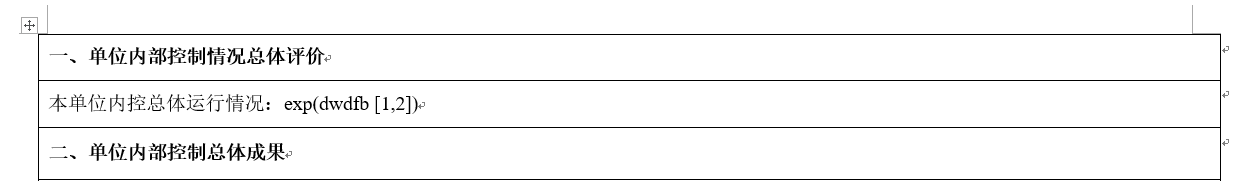 一、单位内部控制情况总体评价
本单位内控总体运行情况：exp(dwdfb [1,2])
二、单位内部控制总体成果